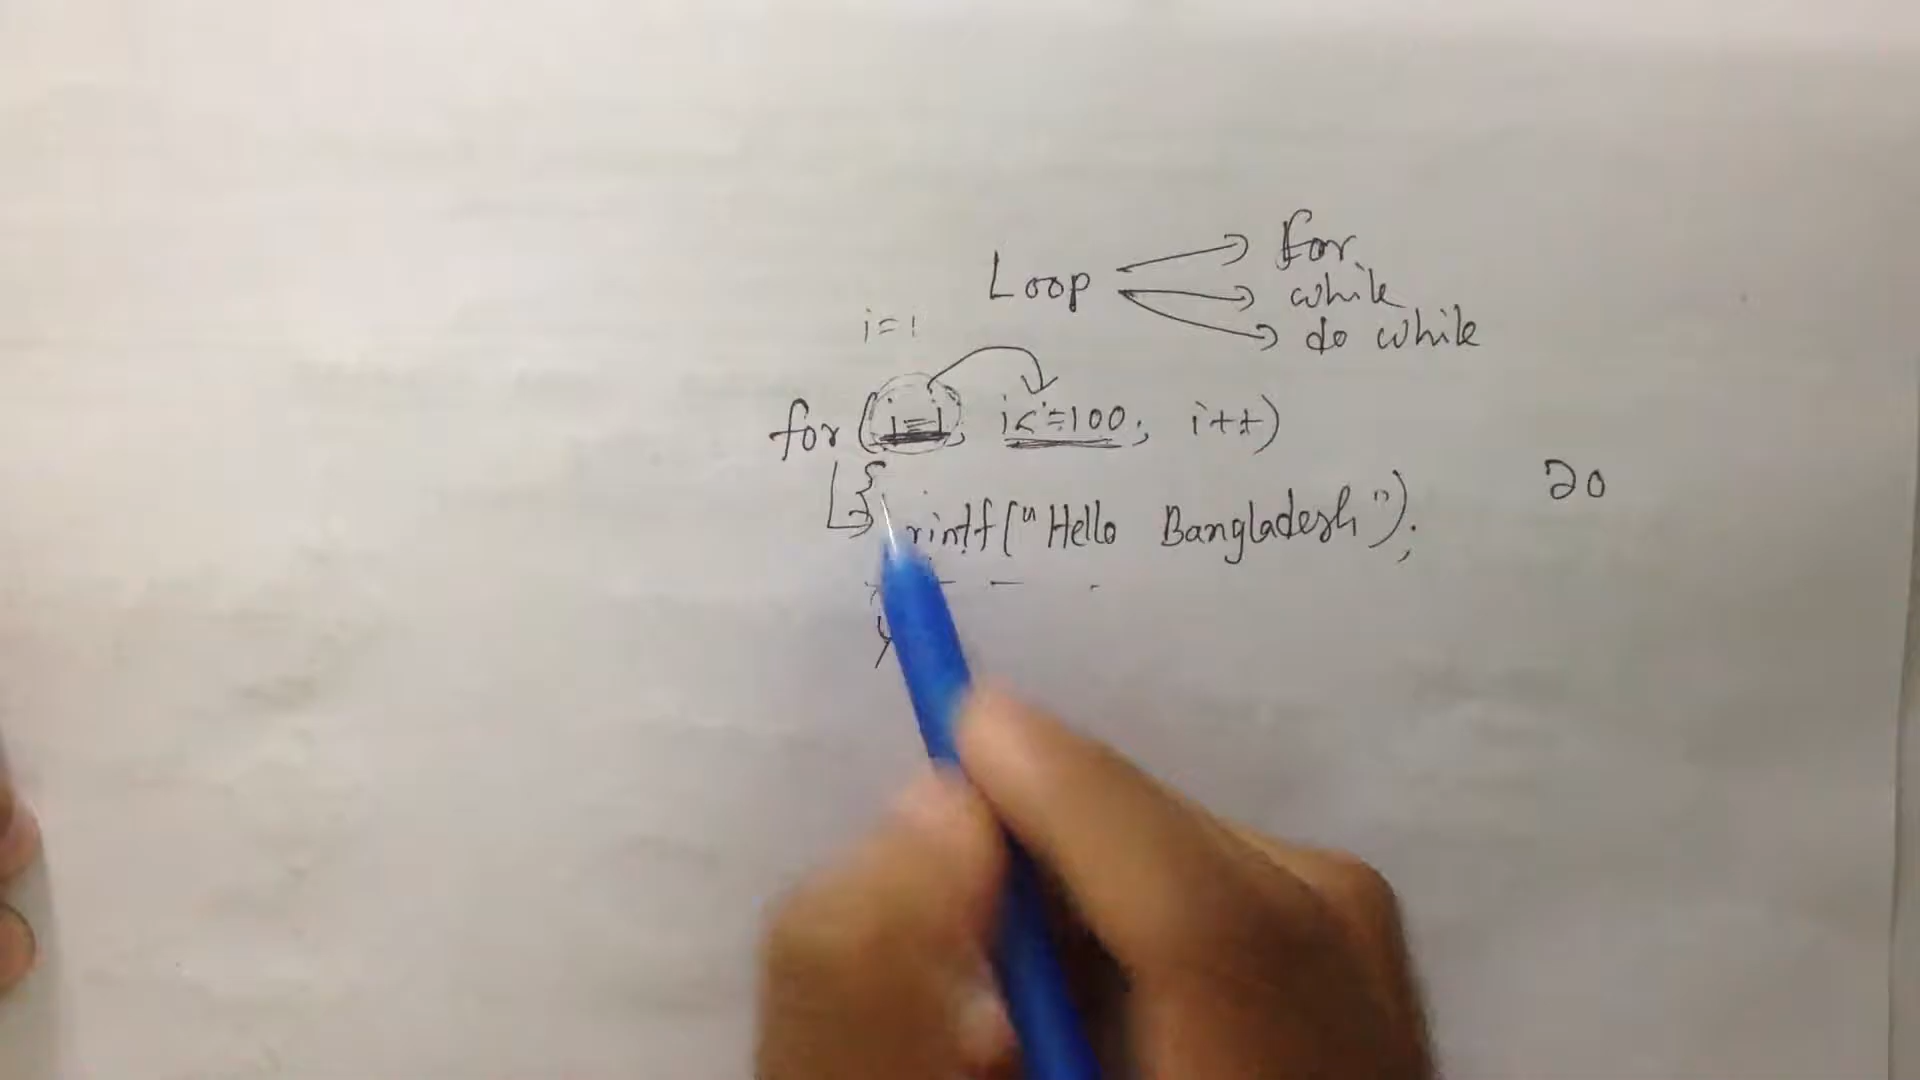 Loop → for
→ while
→ do while
i=1
for (i=1; i<=100; i++)
{
rintf("Hello Bangladesh");
20
}